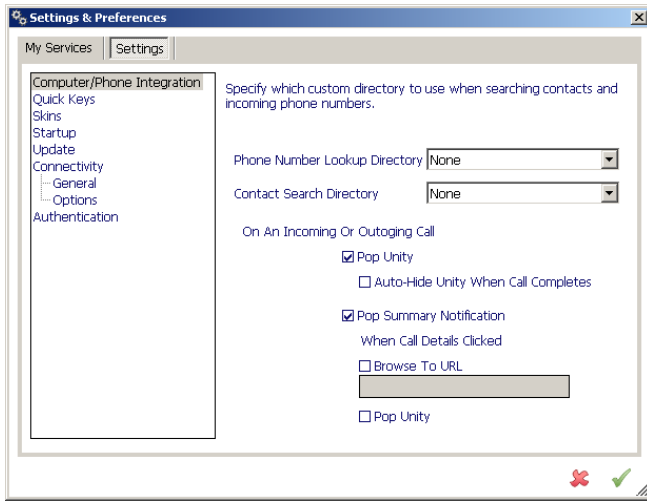 Settings & Preferences
My Services
Settings
Computer/Phone Integration
Quick Keys
Skins
Startup
Update
Connectivity
General
Options
Authentication
Specify which custom directory to use when searching contacts and
incoming phone numbers.
Phone Number Lookup Directory
None
Contact Search Directory
None
On An Incoming Or Outoging Call
Pop Unity
Auto-Hide Unity When Call Completes
Pop Summary Notification
When Call Details Clicked
Browse To URL
Pop Unity